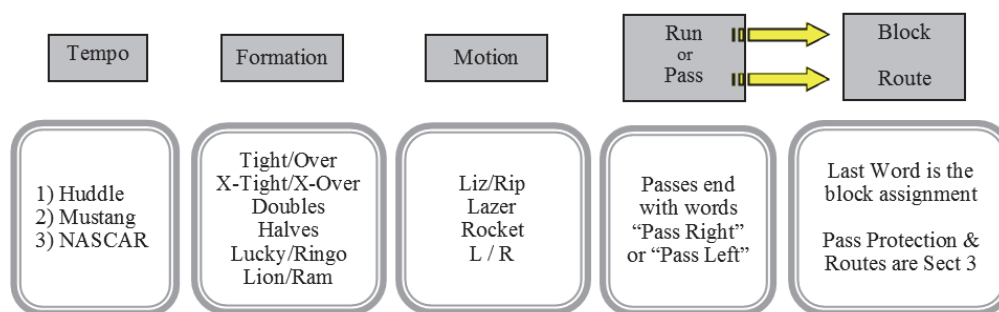 Tempo
Formation
Motion
Run
or
Pass
Block
Route
1) Huddle
2) Mustang
3) NASCAR
Tight/Over
X-Tight/X-Over
Doubles
Halves
Lucky/Ringo
Lion/Ram
Liz/Rip
Lazer
Rocket
L / R
Passes end
with words
“Pass Right”
or “Pass Left”
Last Word is the
block assignment
Pass Protection &
Routes are Sect 3